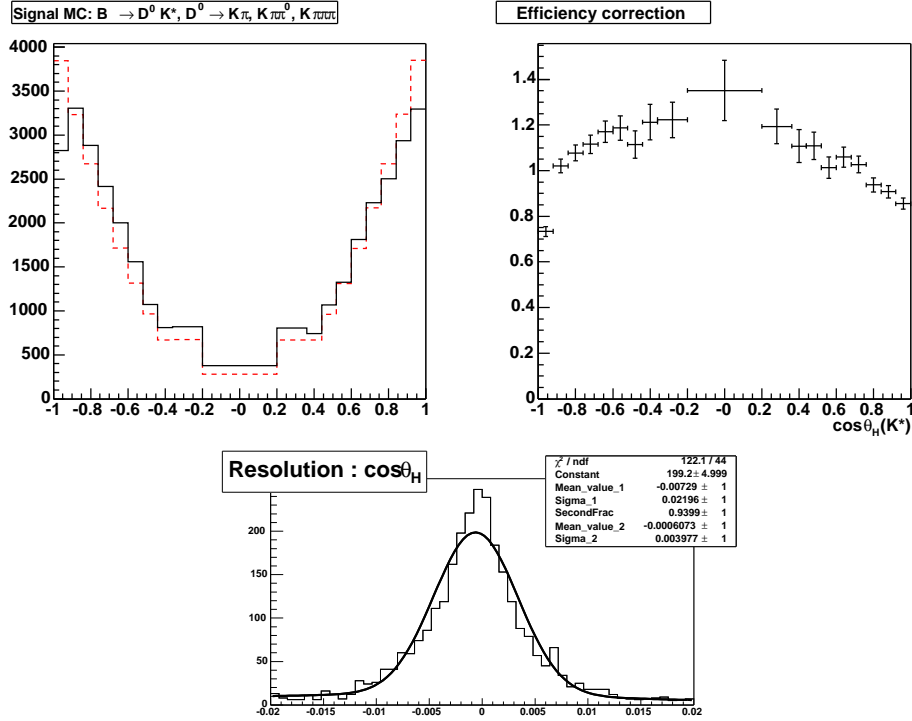 Signal MC: B → D⁰ K*, D⁰ → Kπ, Kππ⁰, Kπππ
Efficiency correction
4000
3500
3000
2500
2000
1500
1000
500
0
-1 -0.8 -0.6 -0.4 -0.2 -0 0.2 0.4 0.6 0.8 1
1.4
1.2
1
0.8
0.6
0.4
0.2
0
-1 -0.8 -0.6 -0.4 -0.2 0 0.2 0.4 0.6 0.8 1
cosθ_H(K*)
Resolution : cosθ_H
χ² / ndf 122.1 / 44
Constant 199.2 ± 4.999
Mean_value_1 -0.00729 ± 1
Sigma_1 0.02196 ± 1
SecondFrac 0.9399 ± 1
Mean_value_2 -0.0006073 ± 1
Sigma_2 0.003977 ± 1
200
150
100
50
0
-0.02 -0.015 -0.01 -0.005 0 0.005 0.01 0.015 0.02